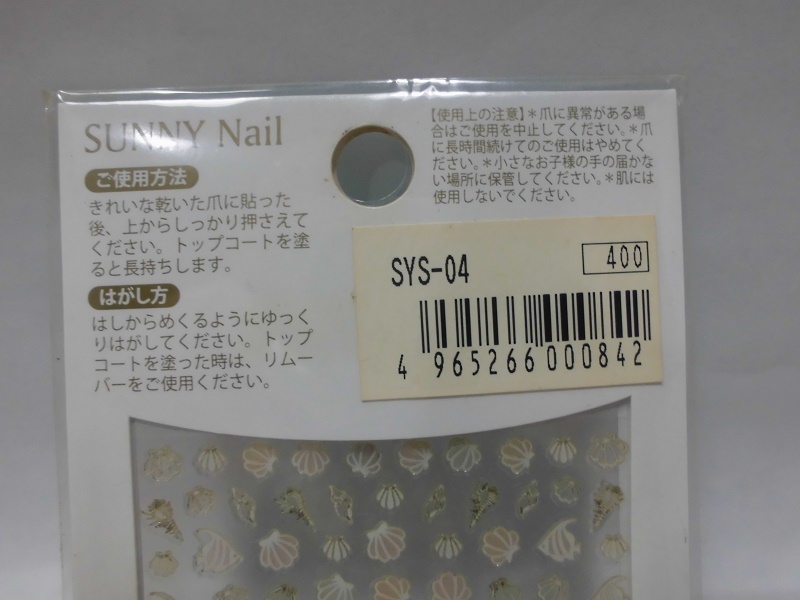 SUNNY Nail
ご使用方法
きれいな乾いた爪に貼った
後、上からしっかり押さえて
ください。トップコートを塗
ると長持ちします。
はがし方
はしからめくるようにゆっく
りはがしてください。トップ
コートを塗った時は、リムー
バーをご使用ください。
【使用上の注意】＊爪に異常がある場
合はご使用を中止してください。＊爪
に長時間続けてのご使用はやめてく
ださい。＊小さなお子様の手の届かな
い場所に保管してください。＊肌には
使用しないでください。
SYS-04
400
4 965266 000842